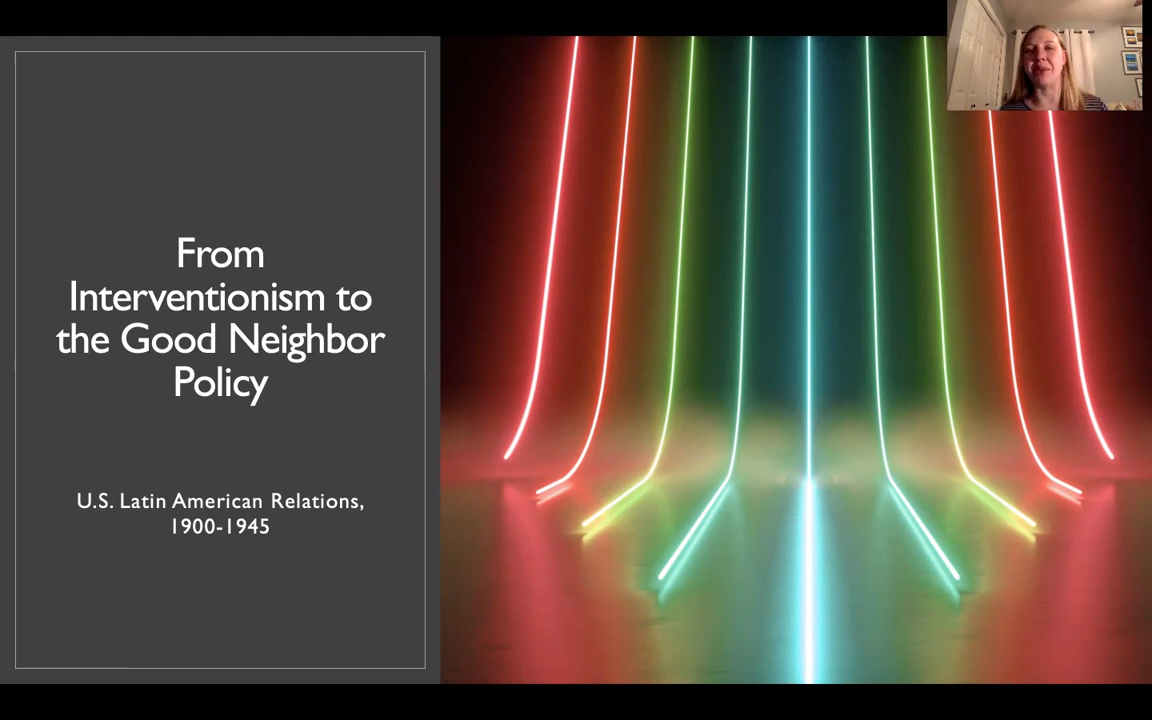 From
Interventionism to
the Good Neighbor
Policy
U.S. Latin American Relations,
1900-1945